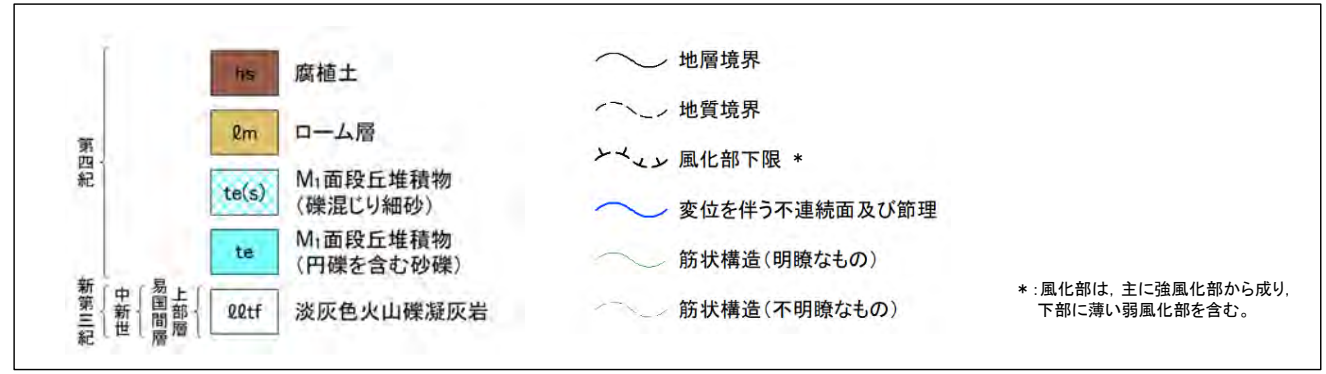 第四紀
hs 腐植土
ℓm ローム層
te(s) M₁面段丘堆積物
(礫混じり細砂)
te M₁面段丘堆積物
(円礫を含む砂礫)
新第三紀
中新世
易国間層
上部層
ℓℓtf 淡灰色火山礫凝灰岩
地層境界
地質境界
風化部下限 *
変位を伴う不連続面及び節理
筋状構造(明瞭なもの)
筋状構造(不明瞭なもの)
*:風化部は,主に強風化部から成り,
下部に薄い弱風化部を含む。